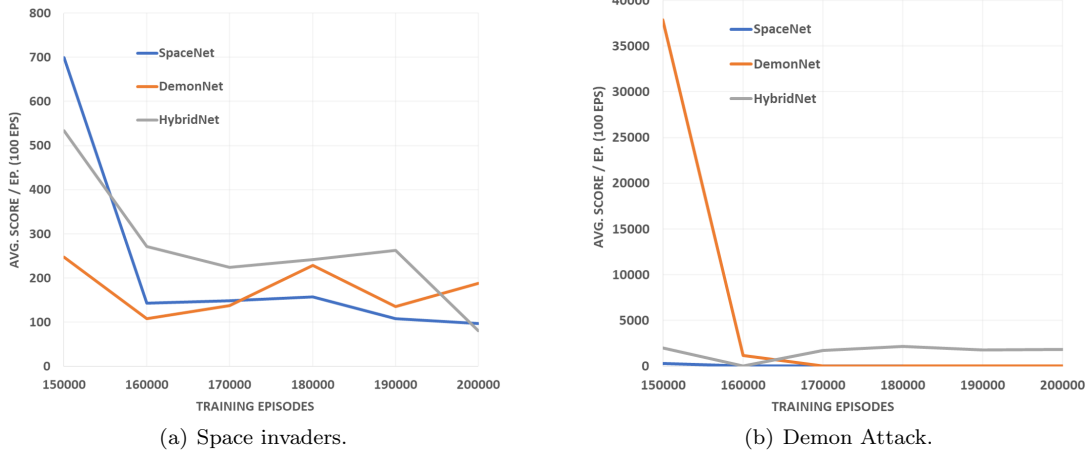 800
700
600
500
400
300
200
100
0
AVG. SCORE / EP. (100 EPS)
SpaceNet
DemonNet
HybridNet
150000 160000 170000 180000 190000 200000
TRAINING EPISODES
(a) Space invaders.
40000
35000
30000
25000
20000
15000
10000
5000
0
AVG. SCORE / EP. (100 EPS)
SpaceNet
DemonNet
HybridNet
150000 160000 170000 180000 190000 200000
TRAINING EPISODES
(b) Demon Attack.